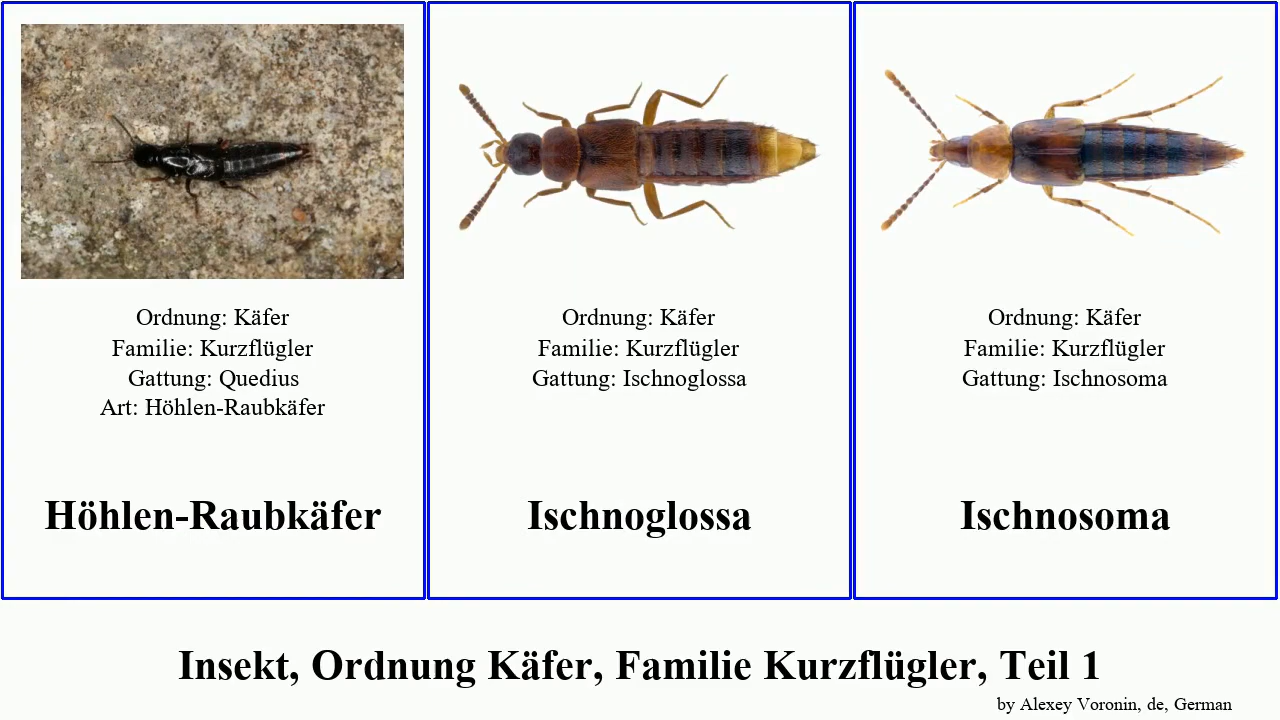 Ordnung: Käfer
Familie: Kurzflügler
Gattung: Quedius
Art: Höhlen-Raubkäfer
Höhlen-Raubkäfer
Ordnung: Käfer
Familie: Kurzflügler
Gattung: Ischnoglossa
Ischnoglossa
Ordnung: Käfer
Familie: Kurzflügler
Gattung: Ischnosoma
Ischnosoma
Insekt, Ordnung Käfer, Familie Kurzflügler, Teil 1
by Alexey Voronin, de, German